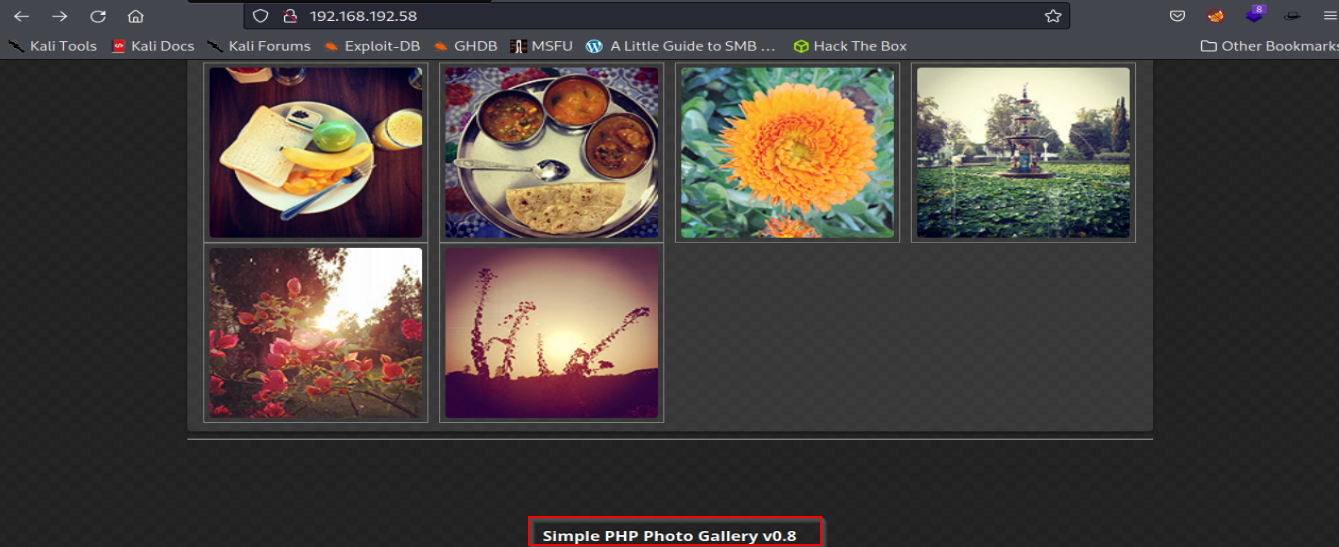 192.168.192.58
8
Kali Tools Kali Docs Kali Forums Exploit-DB GHDB MSFU A Little Guide to SMB ... Hack The Box Other Bookmarks
Simple PHP Photo Gallery v0.8